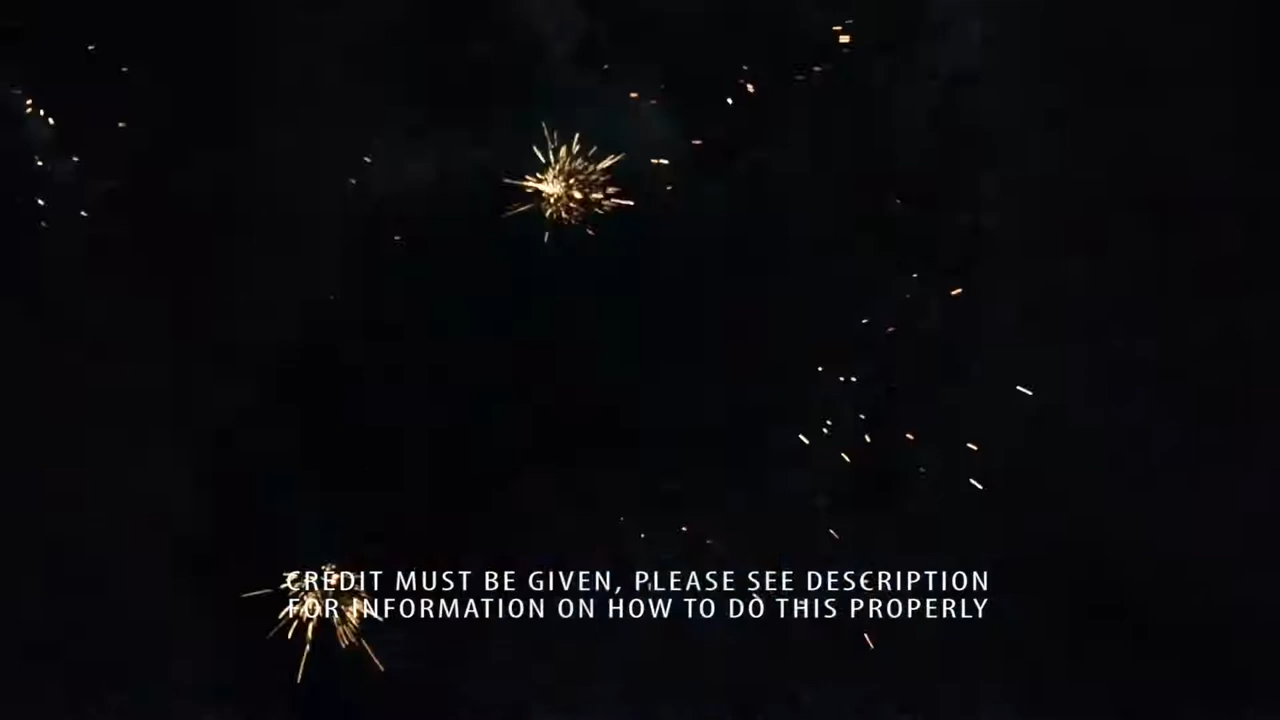 CREDIT MUST BE GIVEN, PLEASE SEE DESCRIPTION
FOR INFORMATION ON HOW TO DO THIS PROPERLY